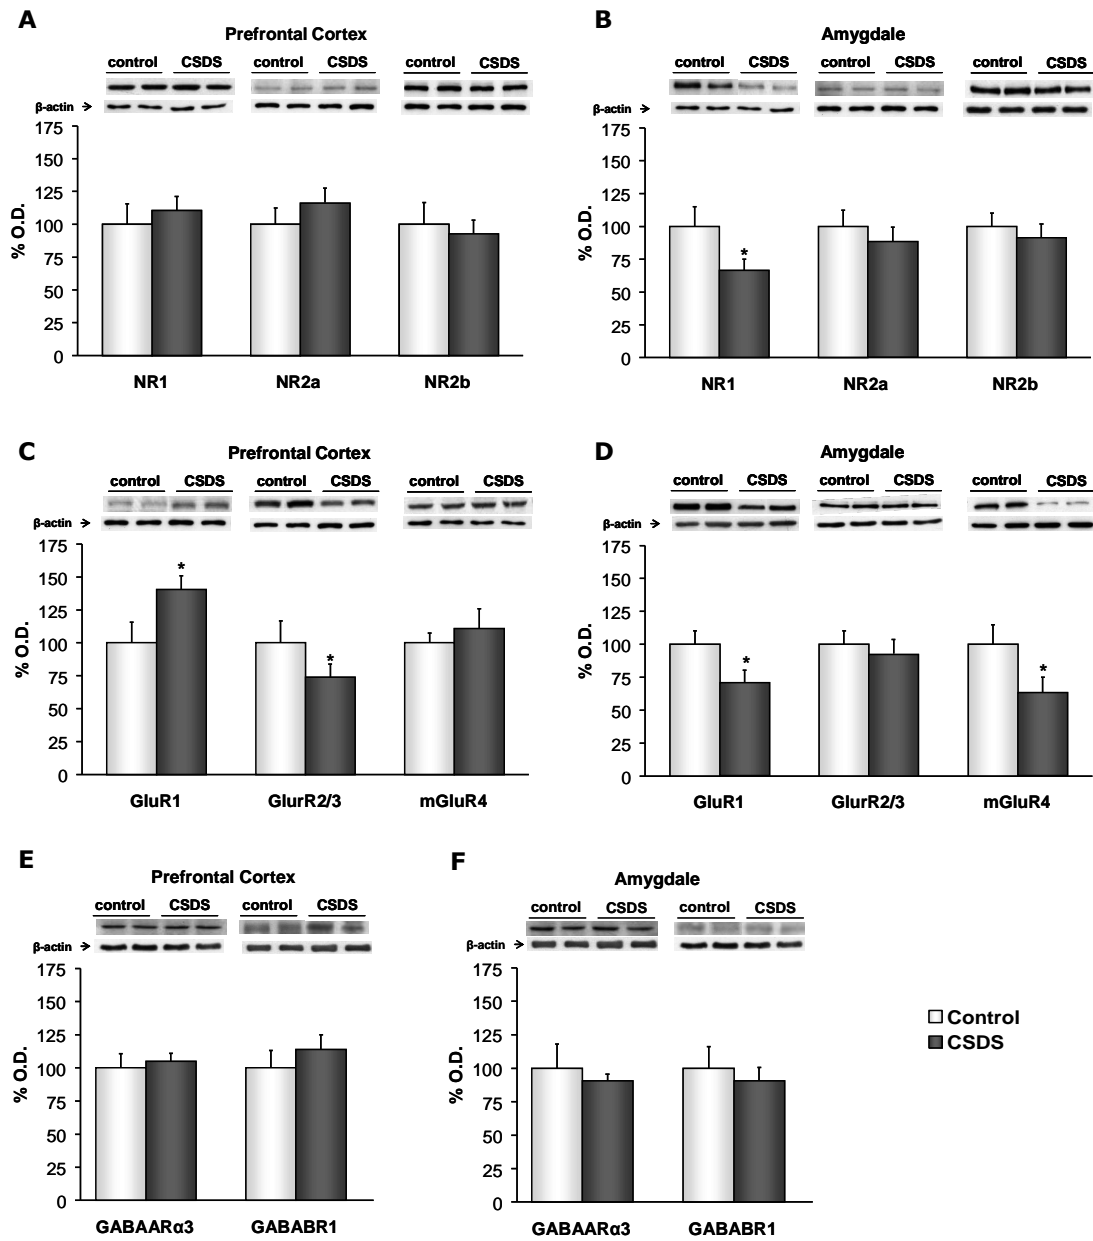 A
Prefrontal Cortex
control CSDS control CSDS control CSDS
β-actin
175
150
125
100
75
50
25
0
% O.D.
NR1 NR2a NR2b
B
Amygdale
control CSDS control CSDS control CSDS
β-actin
175
150
125
100
75
50
25
0
% O.D.
*
NR1 NR2a NR2b
C
Prefrontal Cortex
control CSDS control CSDS control CSDS
β-actin
175
150
125
100
75
50
25
0
% O.D.
* *
GluR1 GlurR2/3 mGluR4
D
Amygdale
control CSDS control CSDS control CSDS
β-actin
175
150
125
100
75
50
25
0
% O.D.
* *
GluR1 GlurR2/3 mGluR4
E
Prefrontal Cortex
control CSDS control CSDS
β-actin
175
150
125
100
75
50
25
0
% O.D.
GABAARα3 GABABR1
F
Amygdale
control CSDS control CSDS
β-actin
175
150
125
100
75
50
25
0
% O.D.
GABAARα3 GABABR1
Control
CSDS